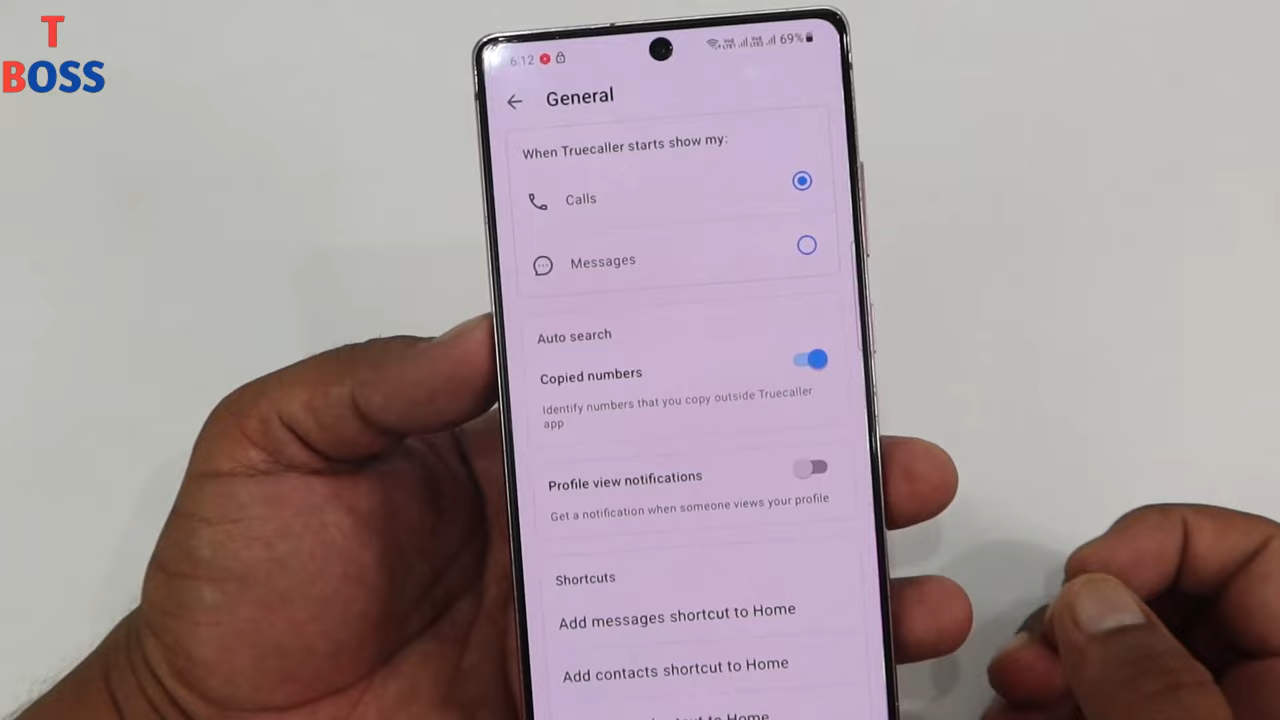 T
BOSS
6:12
69%
General
When Truecaller starts show my:
Calls
Messages
Auto search
Copied numbers
Identify numbers that you copy outside Truecaller
app
Profile view notifications
Get a notification when someone views your profile
Shortcuts
Add messages shortcut to Home
Add contacts shortcut to Home
Home